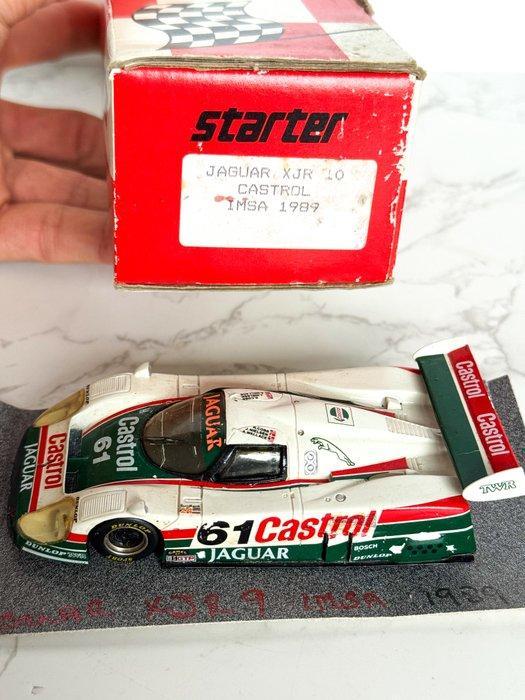 starter
JAGUAR XJR 10
CASTROL
IMSA 1989
Castrol
Castrol
TWR
JAGUAR
Castrol
61
Castrol
JAGUAR
DUNLOP
DUNLOP
61 Castrol
JAGUAR
BOSCH
DUNLOP
XJR 9 IMSA 1989